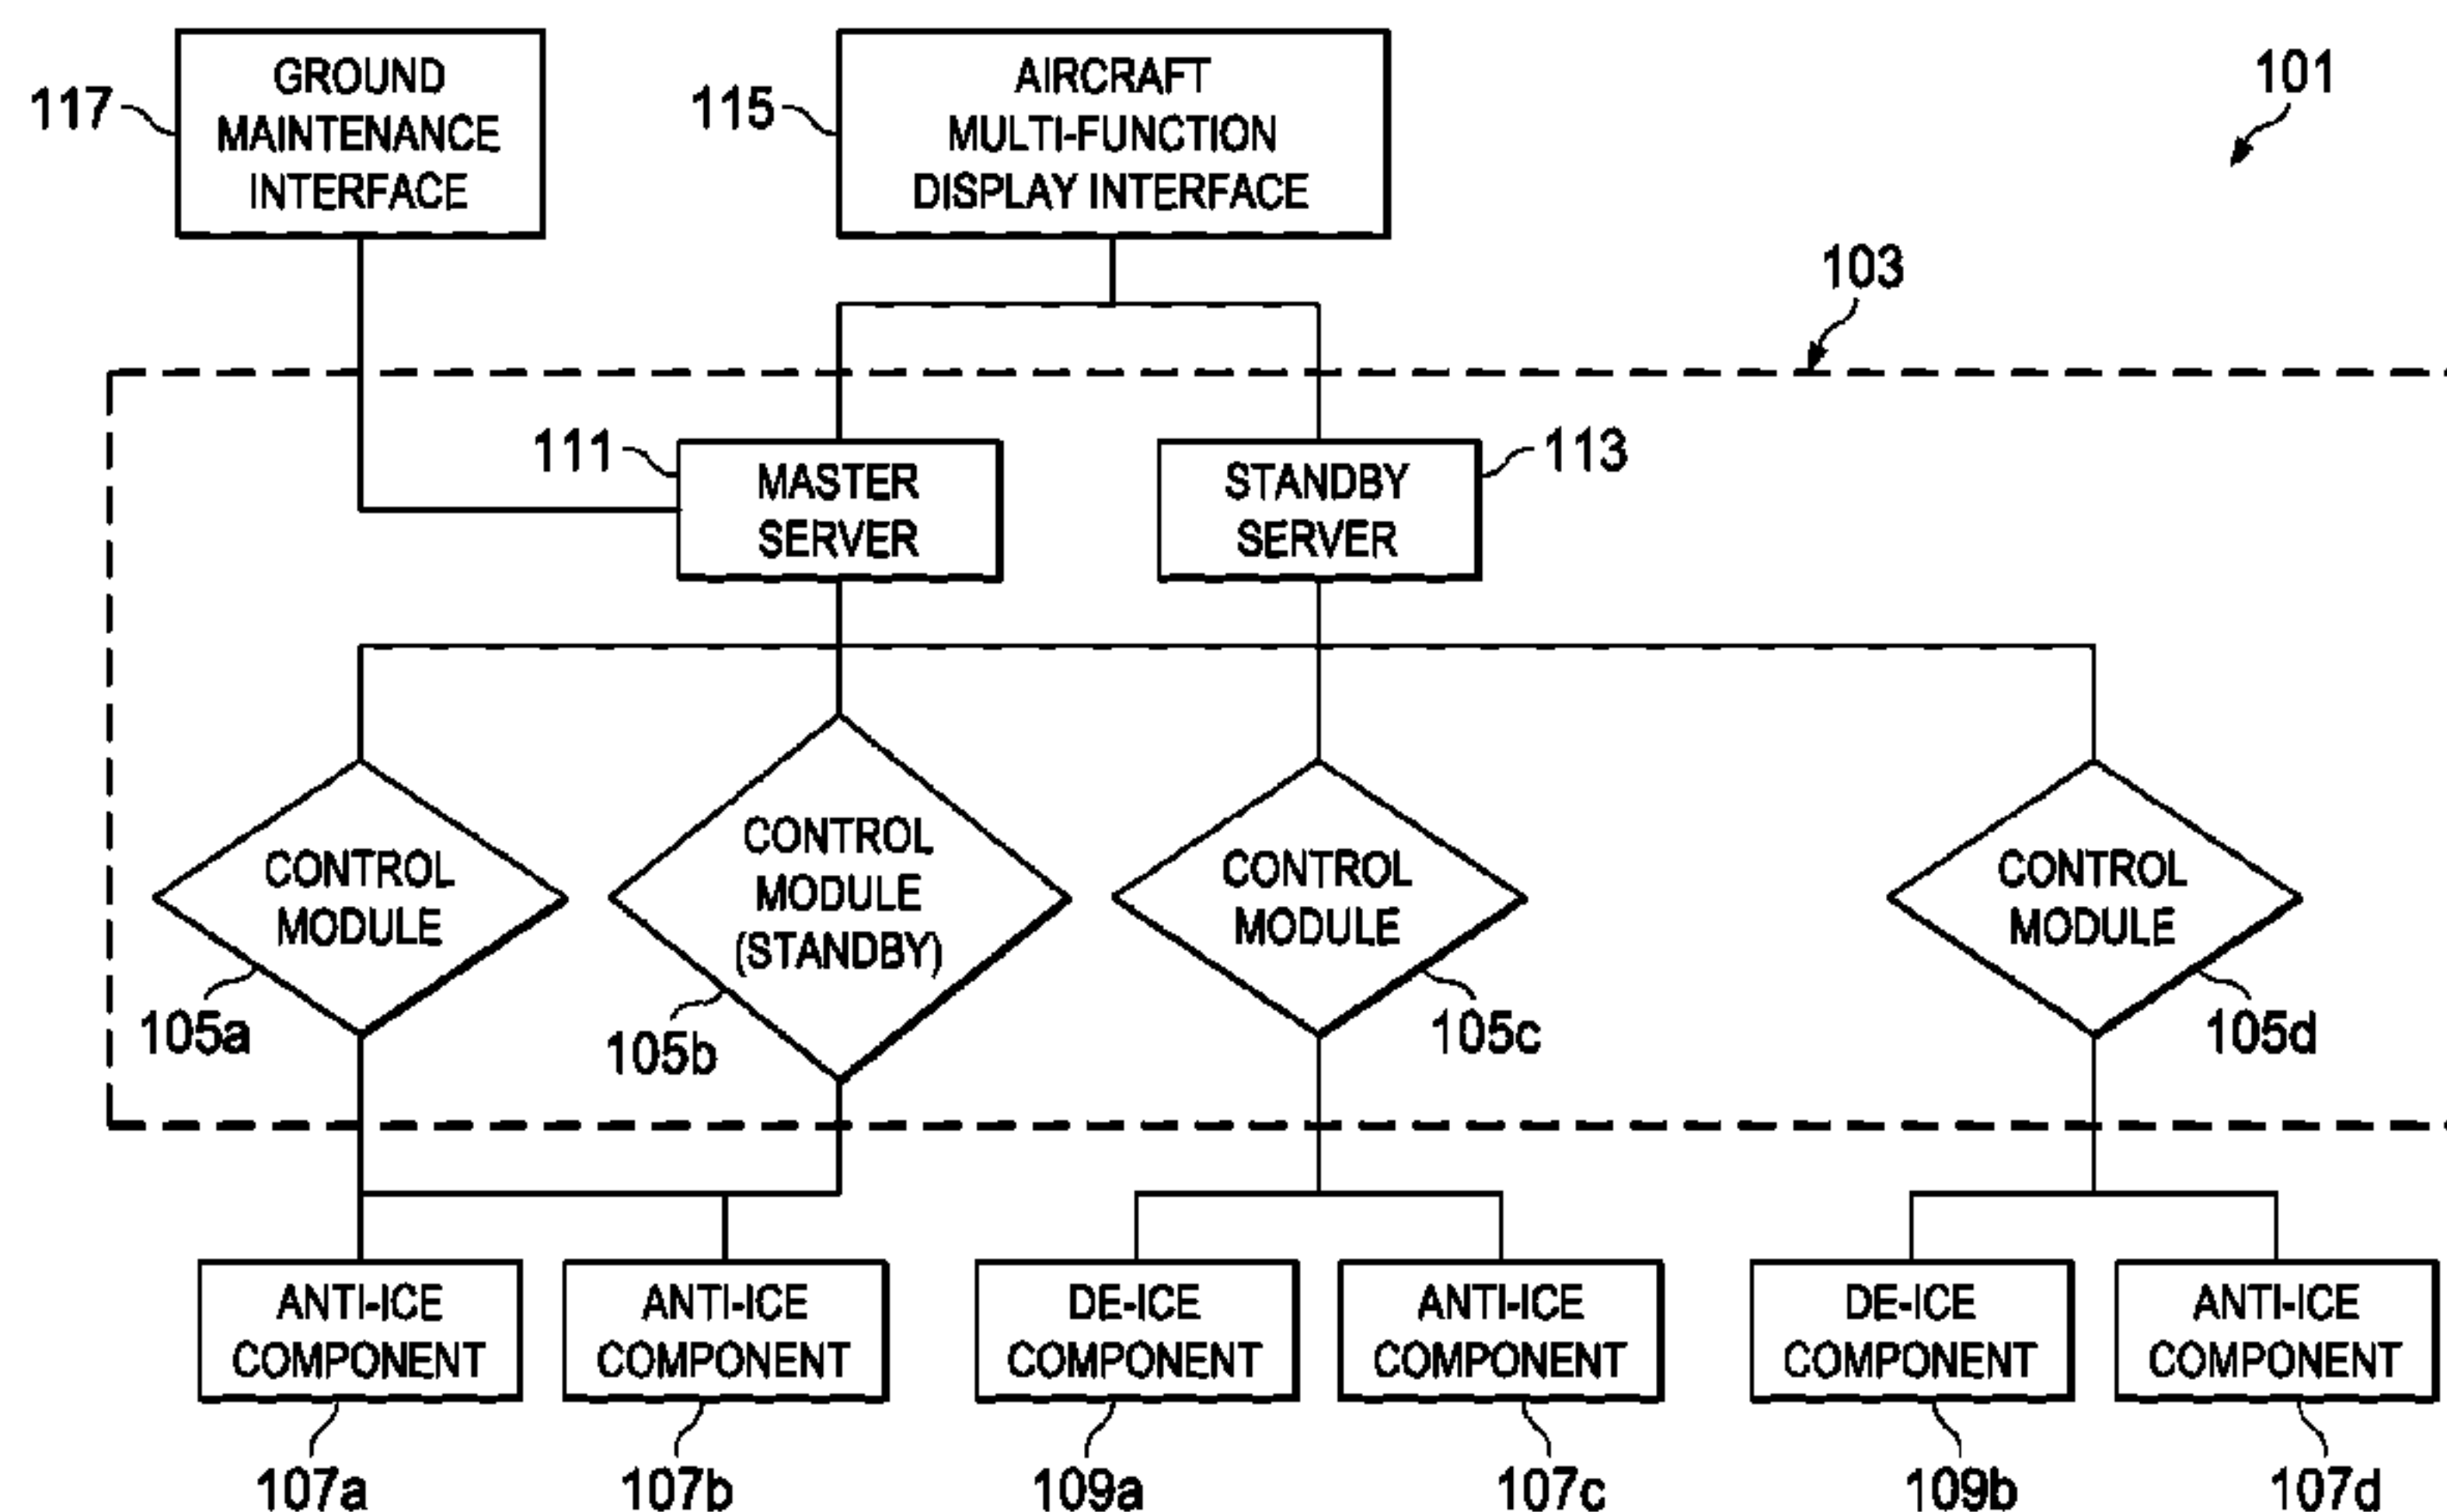 GROUND
MAINTENANCE
INTERFACE
117
AIRCRAFT
MULTI-FUNCTION
DISPLAY INTERFACE
115
101
103
111
MASTER
SERVER
STANDBY
SERVER
113
CONTROL
MODULE
105a
CONTROL
MODULE
(STANDBY)
105b
CONTROL
MODULE
105c
CONTROL
MODULE
105d
ANTI-ICE
COMPONENT
107a
ANTI-ICE
COMPONENT
107b
DE-ICE
COMPONENT
109a
ANTI-ICE
COMPONENT
107c
DE-ICE
COMPONENT
109b
ANTI-ICE
COMPONENT
107d